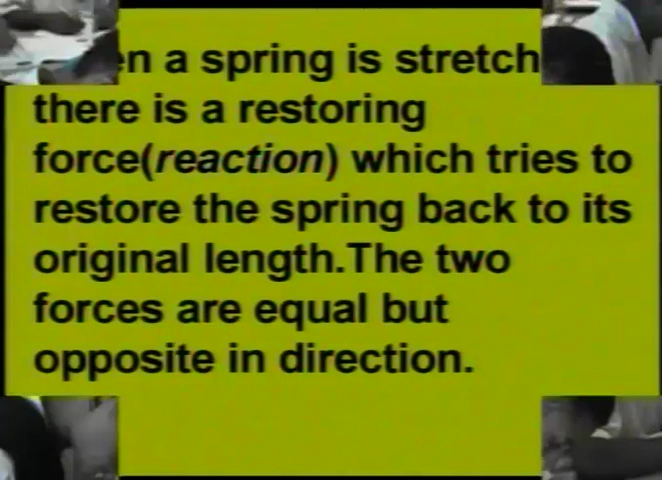 en a spring is stretch
there is a restoring
force(reaction) which tries to
restore the spring back to its
original length.The two
forces are equal but
opposite in direction.